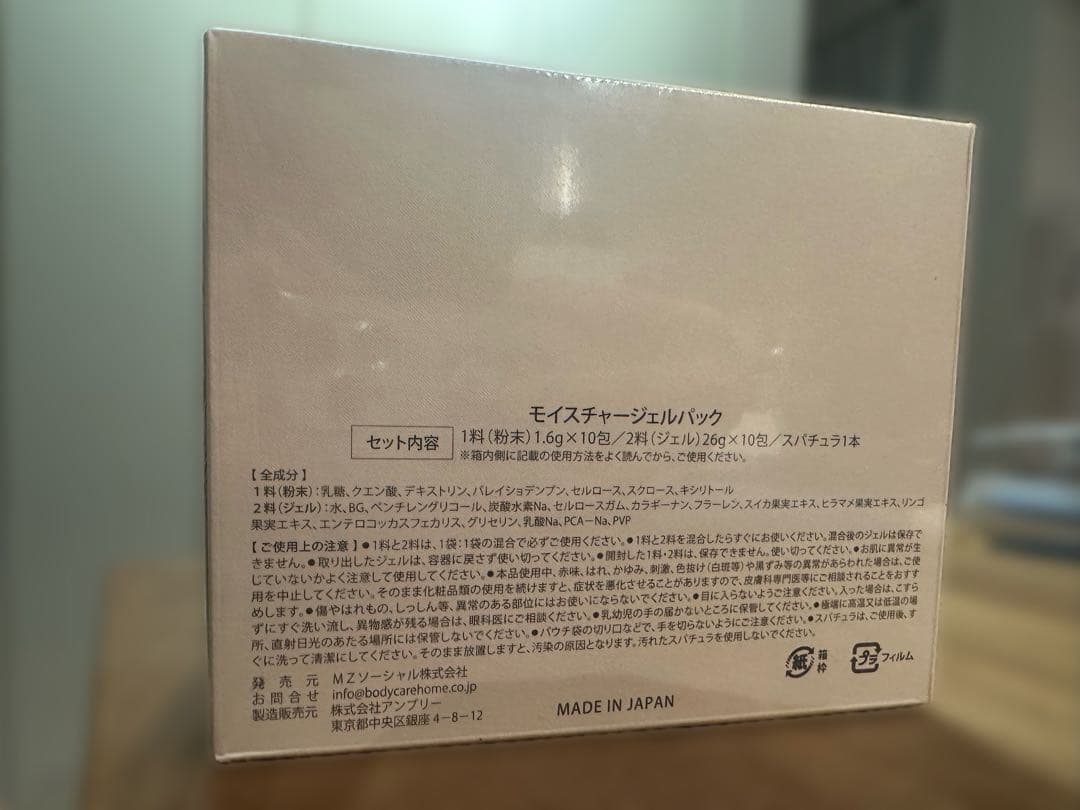 モイスチャージェルパック
セット内容 1料(粉末)1.6g×10包/2料(ジェル)26g×10包/スパチュラ1本
※箱内側に記載の使用方法をよく読んでから、ご使用ください。
【全成分】
1料(粉末):乳糖、クエン酸、デキストリン、バレイショデンプン、セルロース、スクロース、キシリトール
2料(ジェル):水、BG、ペンチレングリコール、炭酸水素Na、セルロースガム、カラギーナン、フラーレン、スイカ果実エキス、ヒラマメ果実エキス、リンゴ
果実エキス、エンテロコッカスフェカリス、グリセリン、乳酸Na、PCA－Na、PVP
【ご使用上の注意】●1料と2料は、1袋:1袋の混合で必ずご使用ください。●1料と2料を混合したらすぐにお使いください。混合後のジェルは保存で
きません。●取り出したジェルは、容器に戻さず使い切ってください。●開封した1料・2料は、保存できません。使い切ってください。●お肌に異常が生
じていないかよく注意して使用してください。●本品使用中、赤味、はれ、かゆみ、刺激、色抜け(白斑等)や黒ずみ等の異常があらわれた場合は、ご使
用を中止してください。そのまま化粧品類の使用を続けますと、症状を悪化させることがありますので、皮膚科専門医等にご相談されることをおすす
めします。●傷やはれもの、しっしん等、異常のある部位にはお使いにならないでください。●目に入らないようご注意ください。入った場合は、こすら
ずにすぐ洗い流し、異物感が残る場合は、眼科医にご相談ください。●乳幼児の手の届かないところに保管してください。●極端に高温又は低温の場
所、直射日光のあたる場所には保管しないでください。●パウチ袋の切り口などで、手を切らないようにご注意ください。●スパチュラは、ご使用後、す
ぐに洗って清潔にしてください。そのまま放置しますと、汚染の原因となります。汚れたスパチュラを使用しないでください。
発売元 MZソーシャル株式会社
お問合せ info@bodycarehome.co.jp
製造販売元 株式会社アンブリー
東京都中央区銀座4－8－12
MADE IN JAPAN
紙 箱 枠
プラ フィルム